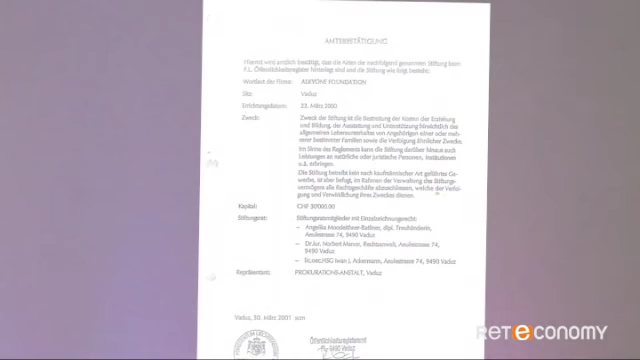 AMTSBESTÄTIGUNG
Hiermit wird amtlich bestätigt, dass die Akten der nachfolgend genannten Stiftung beim
F.L. Öffentlichkeitsregister hinterlegt sind und die Stiftung wie folgt besteht:
Wortlaut der Firma: ALKYONE FOUNDATION
Sitz: Vaduz
Errichtungsdatum: 22. März 2000
Zweck: Zweck der Stiftung ist die Bestreitung der Kosten der Erziehung
und Bildung, der Ausstattung und Unterstützung hinsichtlich des
allgemeinen Lebensunterhaltes von Angehörigen einer oder meh-
rerer bestimmter Familien sowie die Verfolgung ähnlicher Zwecke.
Im Sinne des Reglements kann die Stiftung darüber hinaus auch
Leistungen an natürliche oder juristische Personen, Institutionen
u.ä. erbringen.
Die Stiftung betreibt kein nach kaufmännischer Art geführtes Ge-
werbe, ist aber befugt, im Rahmen der Verwaltung des Stiftungs-
vermögens alle Rechtsgeschäfte abzuschliessen, welche der Verfol-
gung und Verwirklichung ihres Zweckes dienen.
Kapital: CHF 30'000.00
Stiftungsrat: Stiftungsratsmitglieder mit Einzelzeichnungsrecht:
– Angelika dipl. Treuhänderin,
Aeulestrasse 74, 9490 Vaduz
– Dr.iur. Norbert Rechtsanwalt, Aeulestrasse 74,
9490 Vaduz
– lic.oec.HSG Ivan J. Ackermann, Aeulestrasse 74, 9490 Vaduz
Repräsentanz: PROKURATIONS-ANSTALT, Vaduz
Vaduz, 30. März 2001
Öffentlichkeitsregisteramt
9490 Vaduz
RETECONOMY